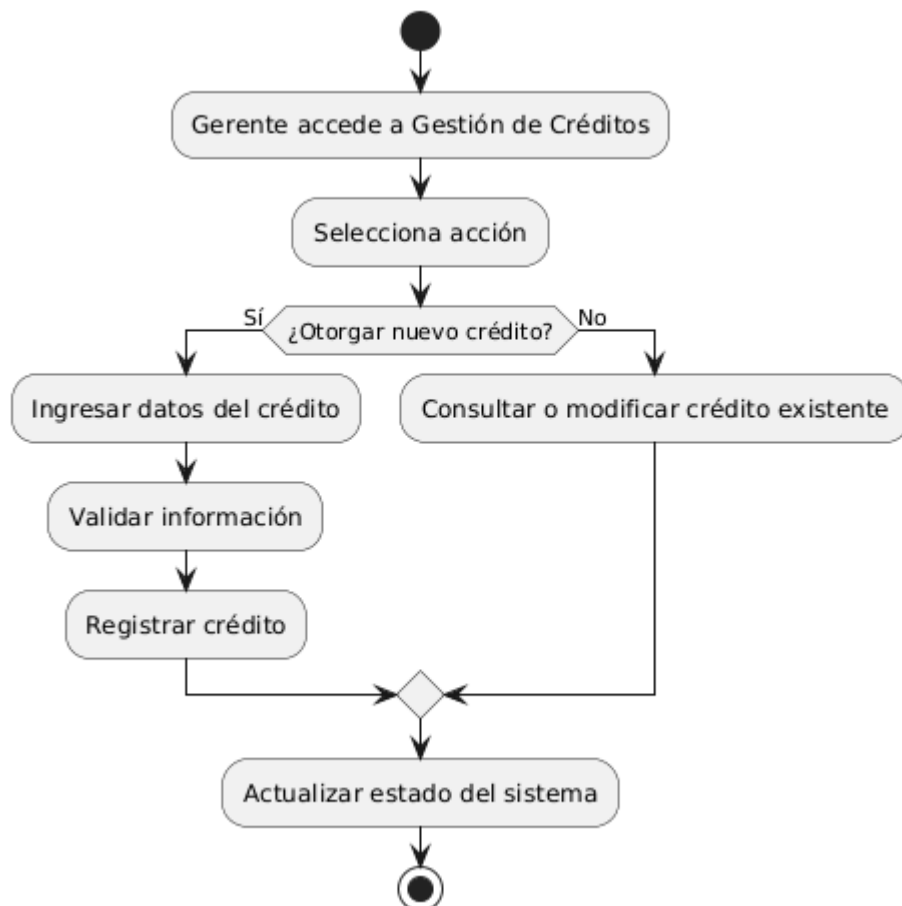 Gerente accede a Gestión de Créditos
Selecciona acción
Sí
¿Otorgar nuevo crédito?
No
Ingresar datos del crédito
Consultar o modificar crédito existente
Validar información
Registrar crédito
Actualizar estado del sistema